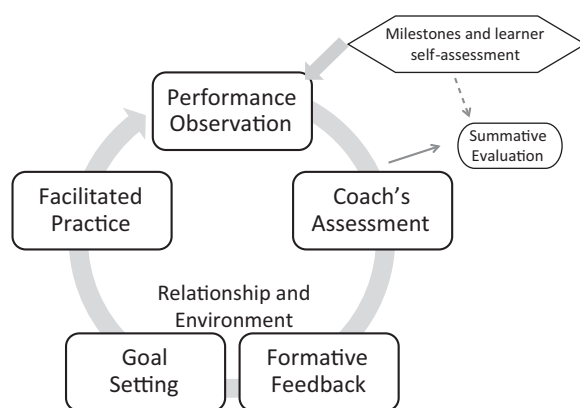 Milestones and learner
self-assessment
Performance
Observation
Summative
Evaluation
Coach's
Assessment
Facilitated
Practice
Relationship and
Environment
Goal
Setting
Formative
Feedback